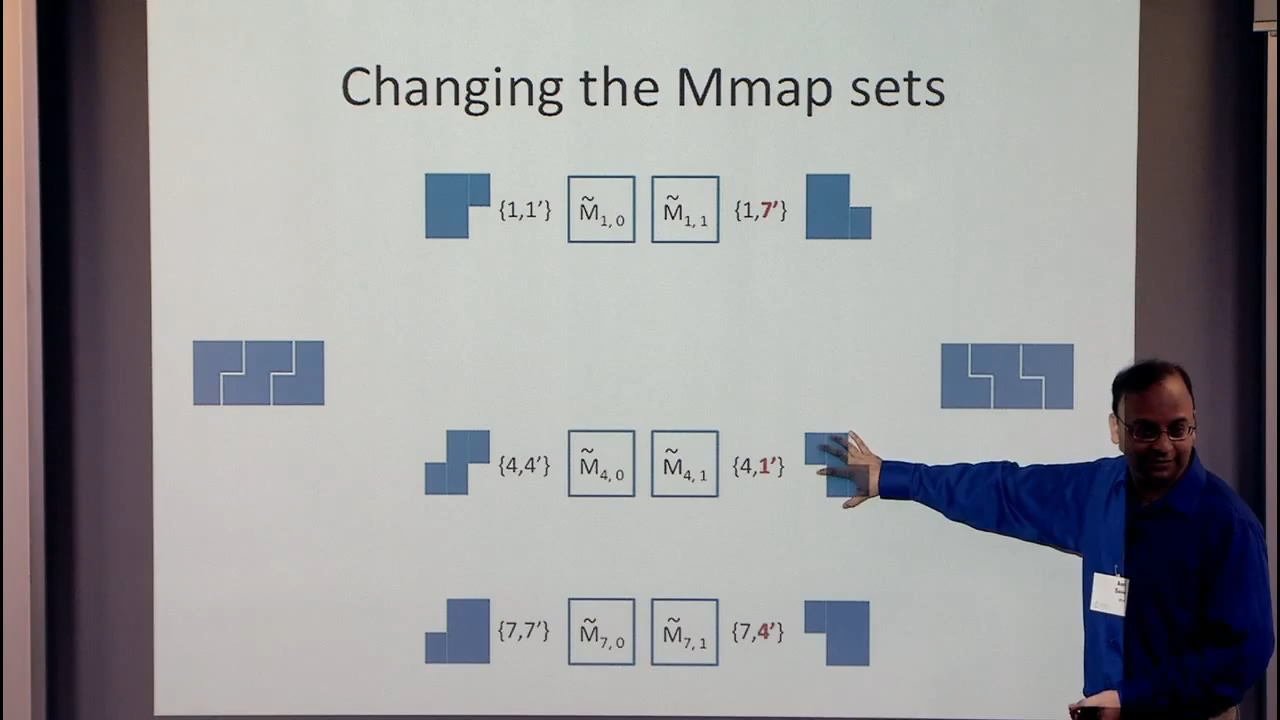 Changing the Mmap sets
{1,1′} M̃1, 0 M̃1, 1 {1,7′}
{4,4′} M̃4, 0 M̃4, 1 {4,1′}
{7,7′} M̃7, 0 M̃7, 1 {7,4′}